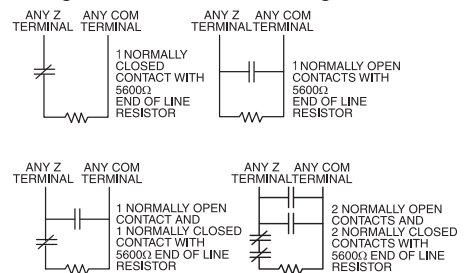 ANY Z ANY COM
TERMINAL TERMINAL
1 NORMALLY
CLOSED
CONTACT WITH
5600Ω
END OF LINE
RESISTOR
ANY Z ANY COM
TERMINAL TERMINAL
1 NORMALLY OPEN
CONTACTS WITH
5600Ω
END OF LINE
RESISTOR
ANY Z ANY COM
TERMINAL TERMINAL
1 NORMALLY OPEN
CONTACT AND
1 NORMALLY CLOSED
CONTACT WITH
5600Ω END OF LINE
RESISTOR
ANY Z ANY COM
TERMINAL TERMINAL
2 NORMALLY OPEN
CONTACTS AND
2 NORMALLY CLOSED
CONTACTS WITH
5600Ω END OF LINE
RESISTOR